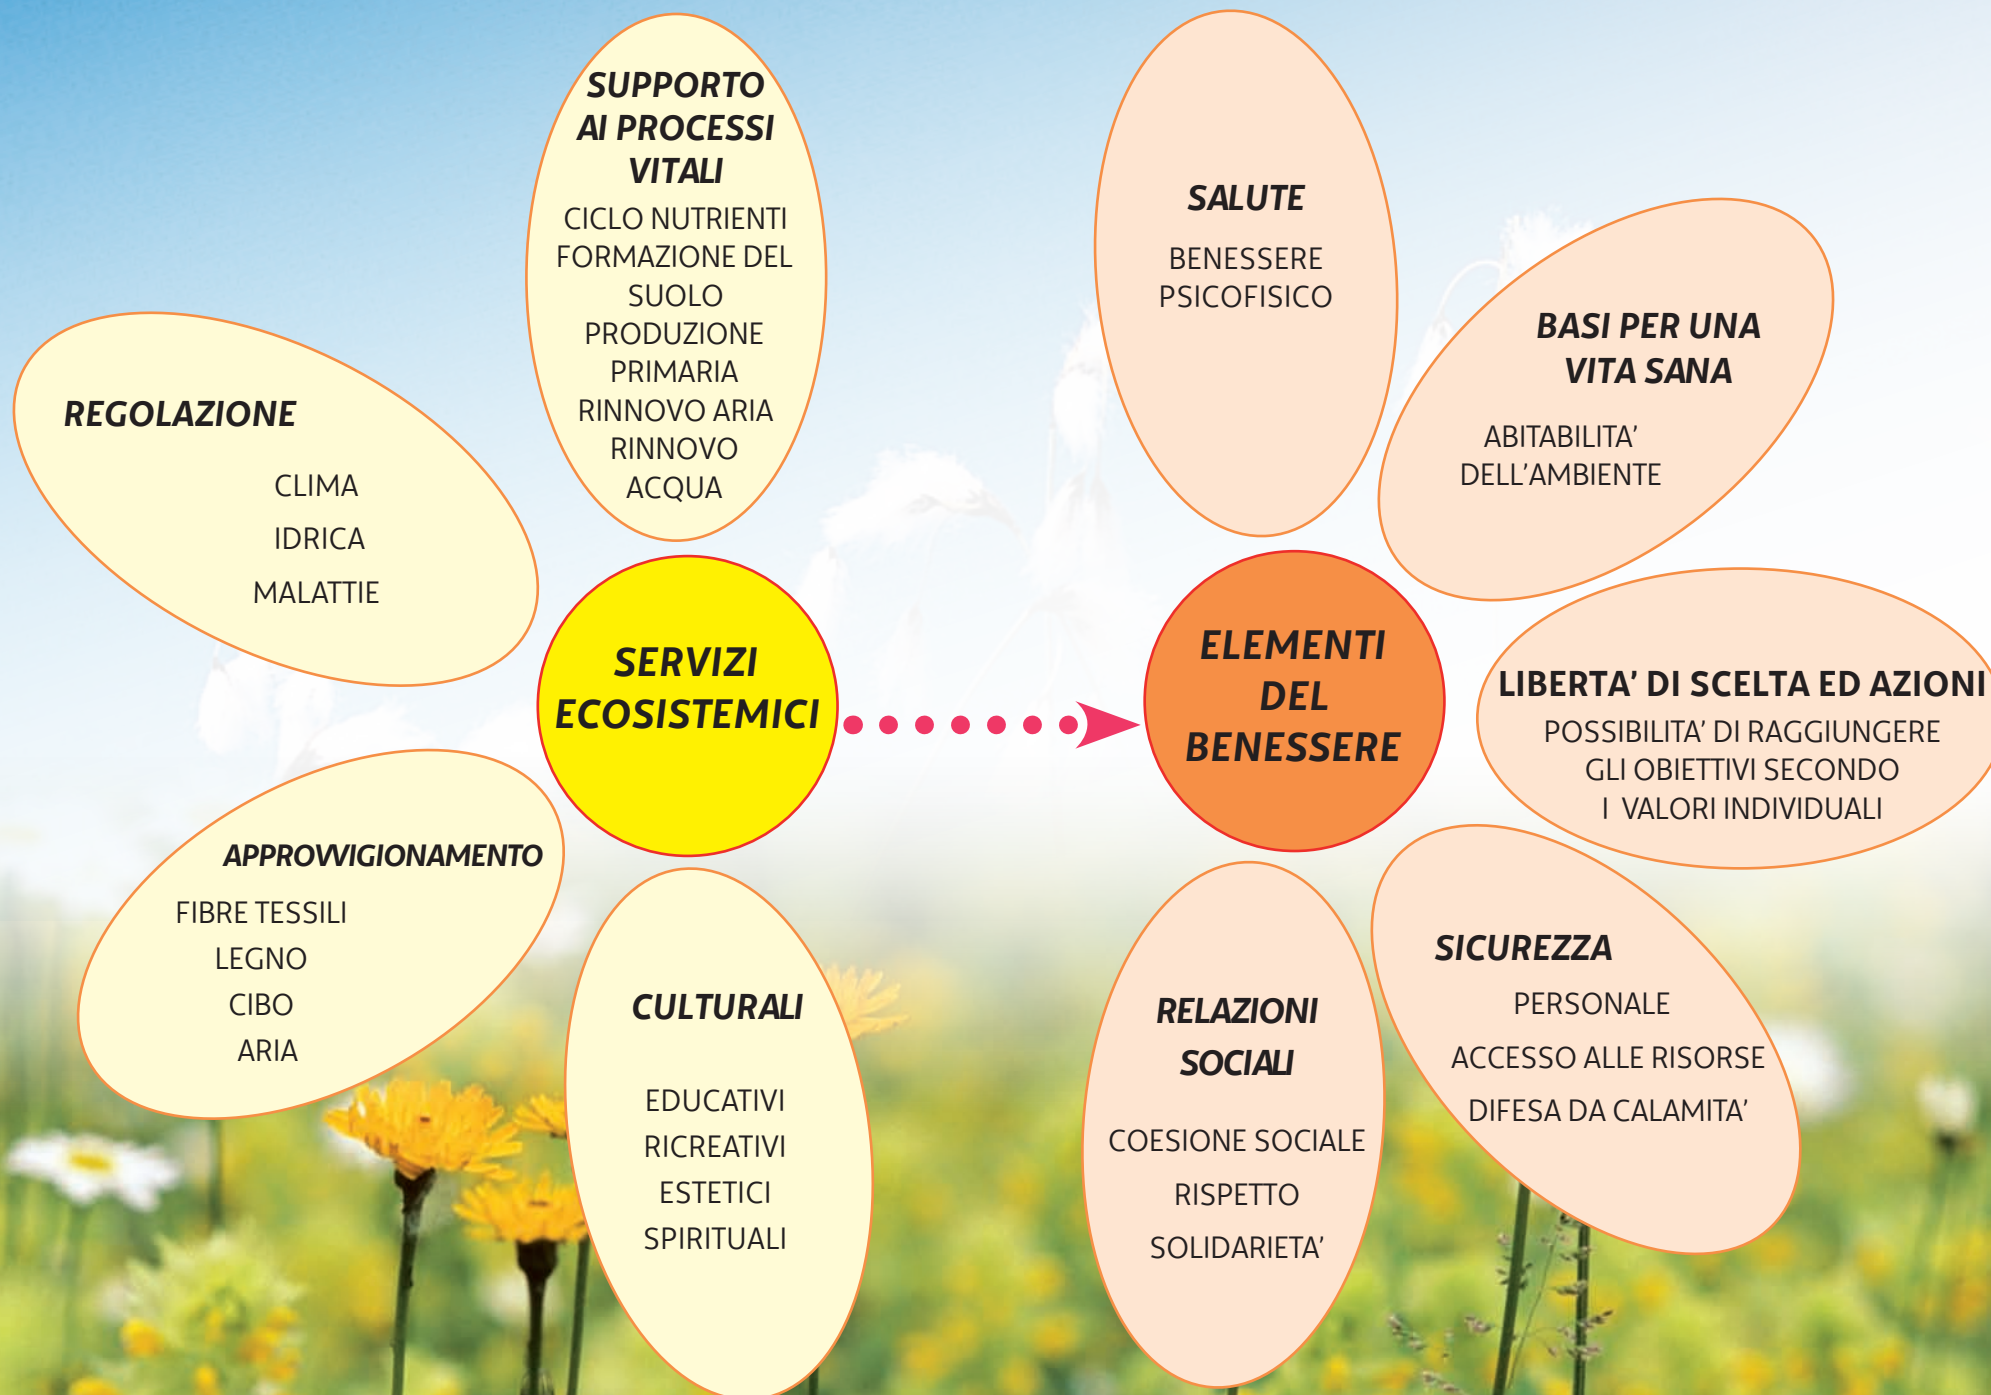 SUPPORTO
AI PROCESSI
VITALI
CICLO NUTRIENTI
FORMAZIONE DEL
SUOLO
PRODUZIONE
PRIMARIA
RINNOVO ARIA
RINNOVO
ACQUA
REGOLAZIONE
CLIMA
IDRICA
MALATTIE
SERVIZI
ECOSISTEMICI
APPROVVIGIONAMENTO
FIBRE TESSILI
LEGNO
CIBO
ARIA
CULTURALI
EDUCATIVI
RICREATIVI
ESTETICI
SPIRITUALI
SALUTE
BENESSERE
PSICOFISICO
BASI PER UNA
VITA SANA
ABITABILITA’
DELL’AMBIENTE
ELEMENTI
DEL
BENESSERE
LIBERTA’ DI SCELTA ED AZIONI
POSSIBILITA’ DI RAGGIUNGERE
GLI OBIETTIVI SECONDO
I VALORI INDIVIDUALI
SICUREZZA
PERSONALE
ACCESSO ALLE RISORSE
DIFESA DA CALAMITA’
RELAZIONI
SOCIALI
COESIONE SOCIALE
RISPETTO
SOLIDARIETA’